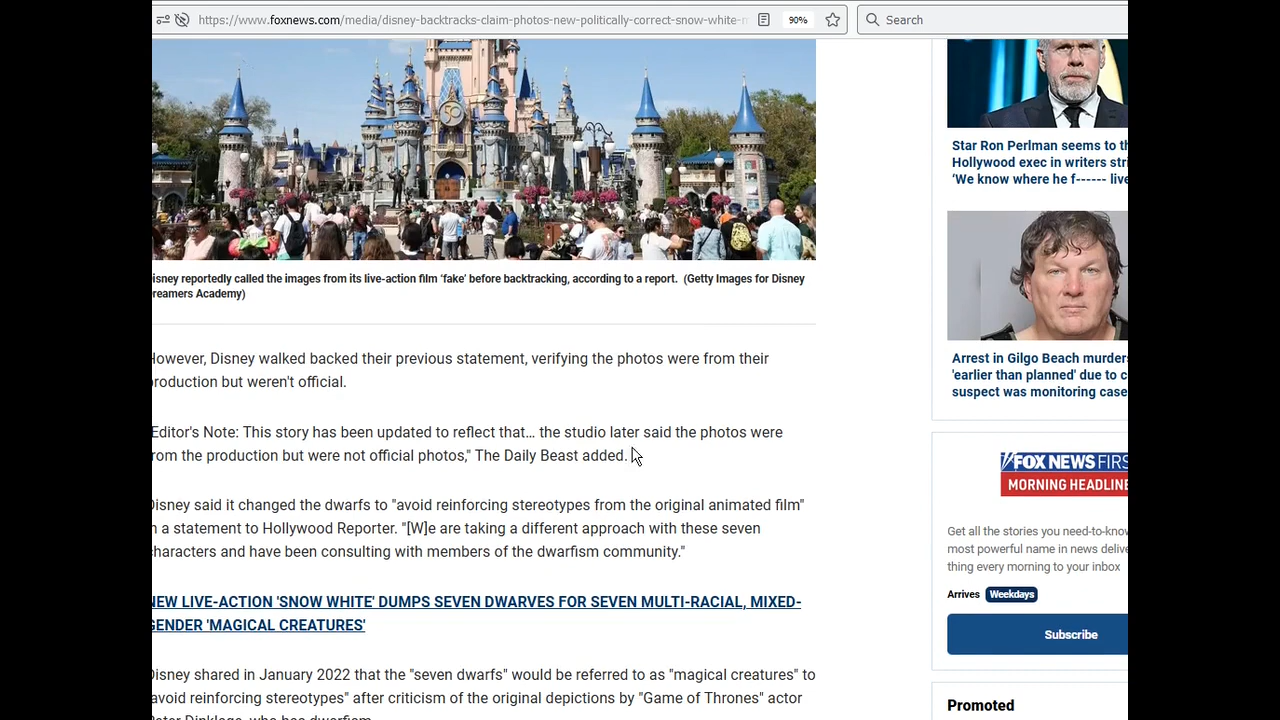 https://www.foxnews.com/media/disney-backtracks-claim-photos-new-politically-correct-snow-white-
90%
Search
50
isney reportedly called the images from its live-action film ‘fake’ before backtracking, according to a report. (Getty Images for Disney
reamers Academy)
However, Disney walked backed their previous statement, verifying the photos were from their
production but weren't official.
Editor's Note: This story has been updated to reflect that… the studio later said the photos were
rom the production but were not official photos," The Daily Beast added.
Disney said it changed the dwarfs to "avoid reinforcing stereotypes from the original animated film"
n a statement to Hollywood Reporter. "[W]e are taking a different approach with these seven
characters and have been consulting with members of the dwarfism community."
NEW LIVE-ACTION 'SNOW WHITE' DUMPS SEVEN DWARVES FOR SEVEN MULTI-RACIAL, MIXED-
GENDER 'MAGICAL CREATURES'
Disney shared in January 2022 that the "seven dwarfs" would be referred to as "magical creatures" to
avoid reinforcing stereotypes" after criticism of the original depictions by "Game of Thrones" actor
Peter Dinklage, who has dwarfism.
Star Ron Perlman seems to th
Hollywood exec in writers stri
‘We know where he f------ live
Arrest in Gilgo Beach murders
'earlier than planned' due to c
suspect was monitoring case
FOX NEWS FIRS
MORNING HEADLINE
Get all the stories you need-to-know
most powerful name in news delive
thing every morning to your inbox
Arrives Weekdays
Subscribe
Promoted